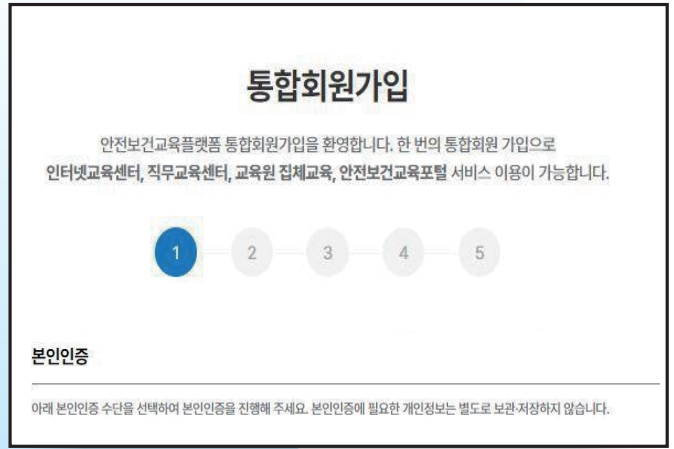 통합회원가입
안전보건교육플랫폼 통합회원가입을 환영합니다. 한 번의 통합회원 가입으로
인터넷교육센터, 직무교육센터, 교육원 집체교육, 안전보건교육포털 서비스 이용이 가능합니다.
1 2 3 4 5
본인인증
아래 본인인증 수단을 선택하여 본인인증을 진행해 주세요. 본인인증에 필요한 개인정보는 별도로 보관·저장하지 않습니다.